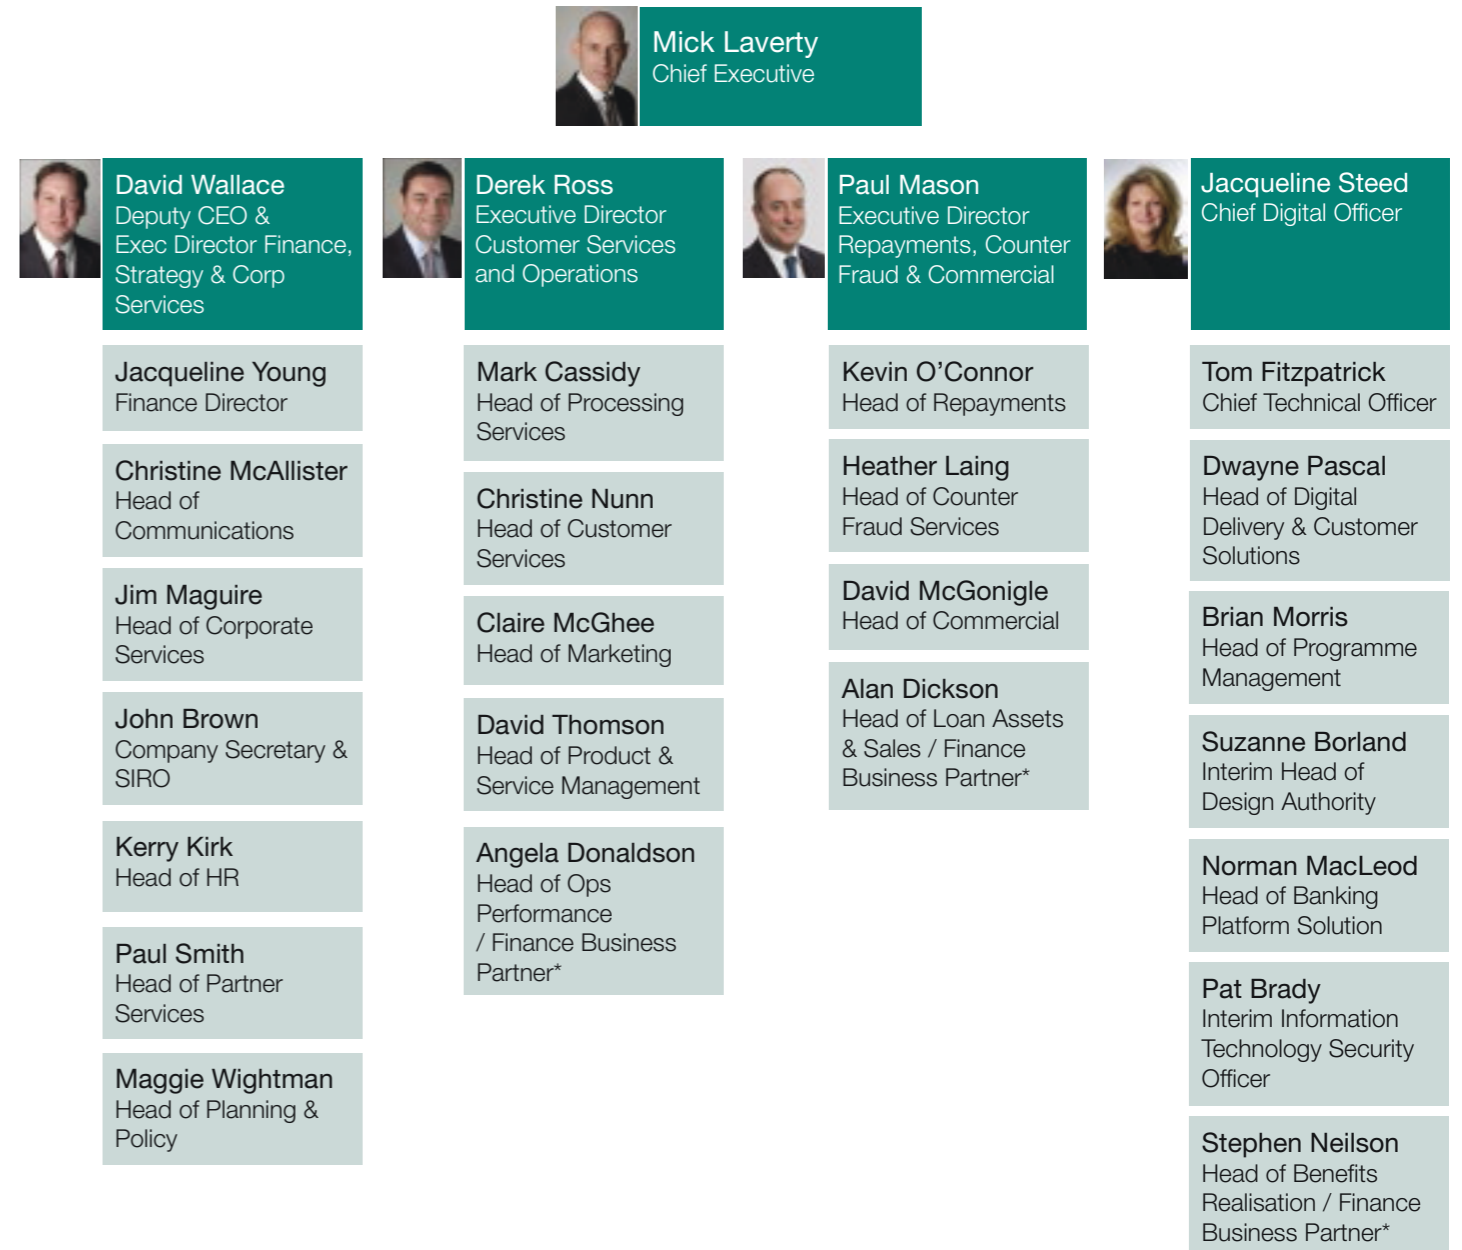 Mick Laverty
Chief Executive
David Wallace
Deputy CEO &
Exec Director Finance,
Strategy & Corp
Services
Jacqueline Young
Finance Director
Christine McAllister
Head of
Communications
Jim Maguire
Head of Corporate
Services
John Brown
Company Secretary &
SIRO
Kerry Kirk
Head of HR
Paul Smith
Head of Partner
Services
Maggie Wightman
Head of Planning &
Policy
Derek Ross
Executive Director
Customer Services
and Operations
Mark Cassidy
Head of Processing
Services
Christine Nunn
Head of Customer
Services
Claire McGhee
Head of Marketing
David Thomson
Head of Product &
Service Management
Angela Donaldson
Head of Ops
Performance
/ Finance Business
Partner*
Paul Mason
Executive Director
Repayments, Counter
Fraud & Commercial
Kevin O’Connor
Head of Repayments
Heather Laing
Head of Counter
Fraud Services
David McGonigle
Head of Commercial
Alan Dickson
Head of Loan Assets
& Sales / Finance
Business Partner*
Jacqueline Steed
Chief Digital Officer
Tom Fitzpatrick
Chief Technical Officer
Dwayne Pascal
Head of Digital
Delivery & Customer
Solutions
Brian Morris
Head of Programme
Management
Suzanne Borland
Interim Head of
Design Authority
Norman MacLeod
Head of Banking
Platform Solution
Pat Brady
Interim Information
Technology Security
Officer
Stephen Neilson
Head of Benefits
Realisation / Finance
Business Partner*